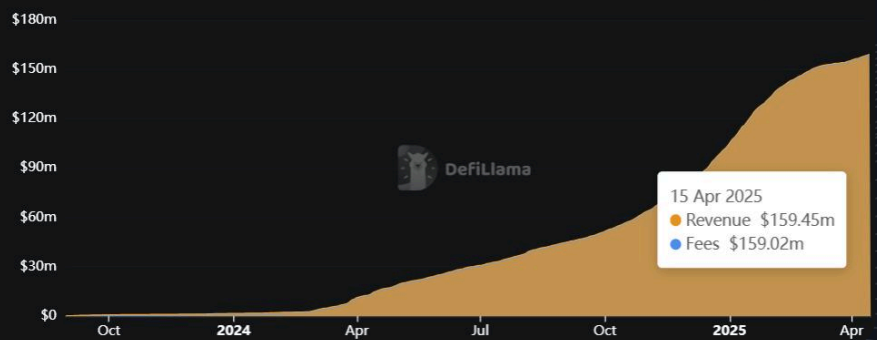 $180m
$150m
$120m
$90m
$60m
$30m
$0
DefiLlama
15 Apr 2025
Revenue $159.45m
Fees $159.02m
Oct 2024 Apr Jul Oct 2025 Apr